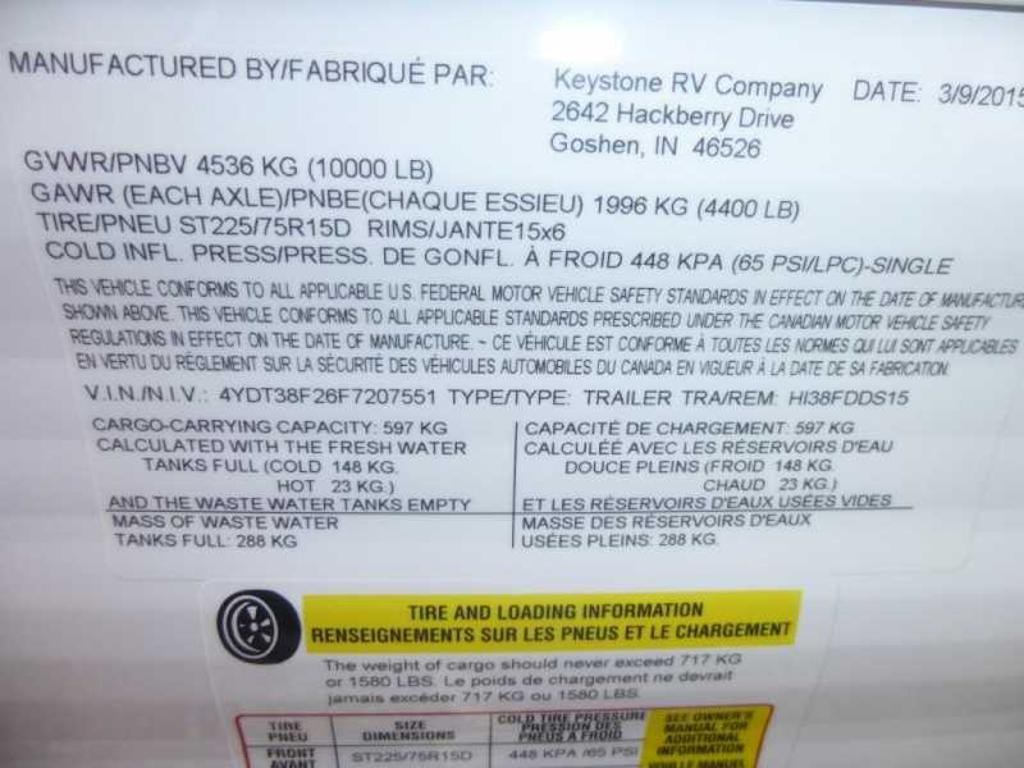 MANUFACTURED BY/FABRIQUÉ PAR: Keystone RV Company DATE: 3/9/2015
2642 Hackberry Drive
Goshen, IN 46526
GVWR/PNBV 4536 KG (10000 LB)
GAWR (EACH AXLE)/PNBE(CHAQUE ESSIEU) 1996 KG (4400 LB)
TIRE/PNEU ST225/75R15D RIMS/JANTE15x6
COLD INFL. PRESS/PRESS. DE GONFL. À FROID 448 KPA (65 PSI/LPC)-SINGLE
THIS VEHICLE CONFORMS TO ALL APPLICABLE U.S. FEDERAL MOTOR VEHICLE SAFETY STANDARDS IN EFFECT ON THE DATE OF MANUFACTURE
SHOWN ABOVE. THIS VEHICLE CONFORMS TO ALL APPLICABLE STANDARDS PRESCRIBED UNDER THE CANADIAN MOTOR VEHICLE SAFETY
REGULATIONS IN EFFECT ON THE DATE OF MANUFACTURE. ~ CE VÉHICULE EST CONFORME À TOUTES LES NORMES QUI LUI SONT APPLICABLES
EN VERTU DU RÉGLEMENT SUR LA SÉCURITÉ DES VÉHICULES AUTOMOBILES DU CANADA EN VIGUEUR À LA DATE DE SA FABRICATION.
V.I.N./N.I.V.: 4YDT38F26F7207551 TYPE/TYPE: TRAILER TRA/REM: HI38FDDS15
CARGO-CARRYING CAPACITY: 597 KG
CALCULATED WITH THE FRESH WATER
TANKS FULL (COLD 148 KG.
HOT 23 KG.)
AND THE WASTE WATER TANKS EMPTY
MASS OF WASTE WATER
TANKS FULL: 288 KG
CAPACITÉ DE CHARGEMENT: 597 KG
CALCULÉE AVEC LES RÉSERVOIRS D'EAU
DOUCE PLEINS (FROID 148 KG.
CHAUD 23 KG.)
ET LES RÉSERVOIRS D'EAUX USÉES VIDES
MASSE DES RÉSERVOIRS D'EAUX
USÉES PLEINS: 288 KG.
TIRE AND LOADING INFORMATION
RENSEIGNEMENTS SUR LES PNEUS ET LE CHARGEMENT
The weight of cargo should never exceed 717 KG
or 1580 LBS. Le poids de chargement ne devrait
jamais excéder 717 KG ou 1580 LBS.
TIRE
PNEU
SIZE
DIMENSIONS
COLD TIRE PRESSURE
PRESSION DES
PNEUS A FROID
SEE OWNER'S
MANUAL FOR
ADDITIONAL
INFORMATION
VOIR LE MANUEL
FRONT
AVANT
ST225/75R15D
448 KPA /65 PSI